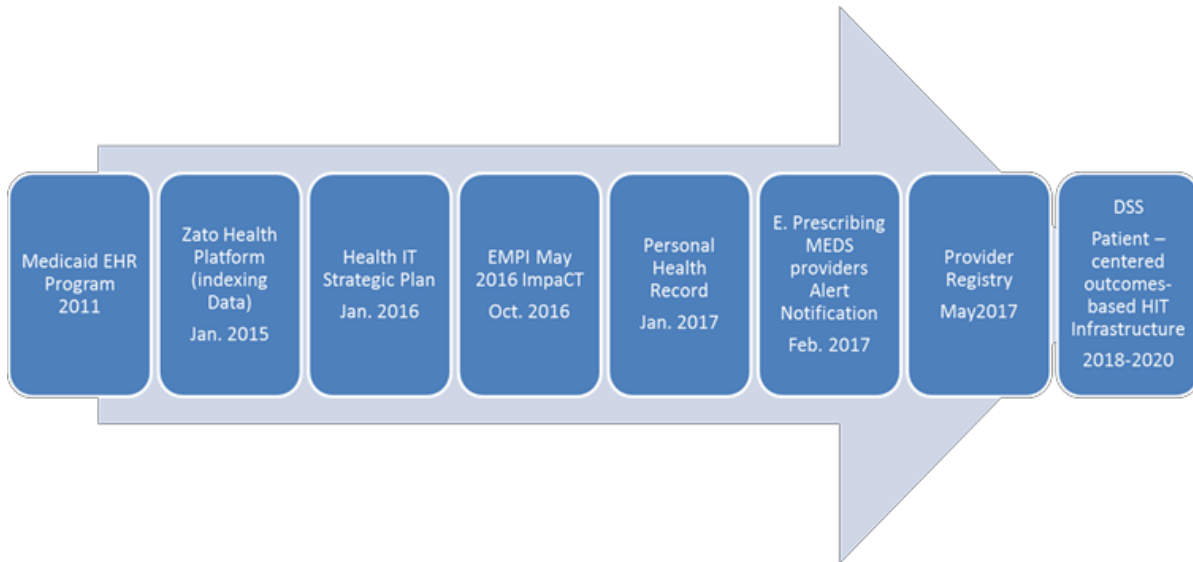 Medicaid EHR
Program
2011
Zato Health
Platform
(indexing
Data)
Jan. 2015
Health IT
Strategic Plan
Jan. 2016
EMPI May
2016 ImpaCT
Oct. 2016
Personal
Health
Record
Jan. 2017
E. Prescribing
MEDS
providers
Alert
Notification
Feb. 2017
Provider
Registry
May2017
DSS
Patient –
centered
outcomes-
based HIT
Infrastructure
2018-2020